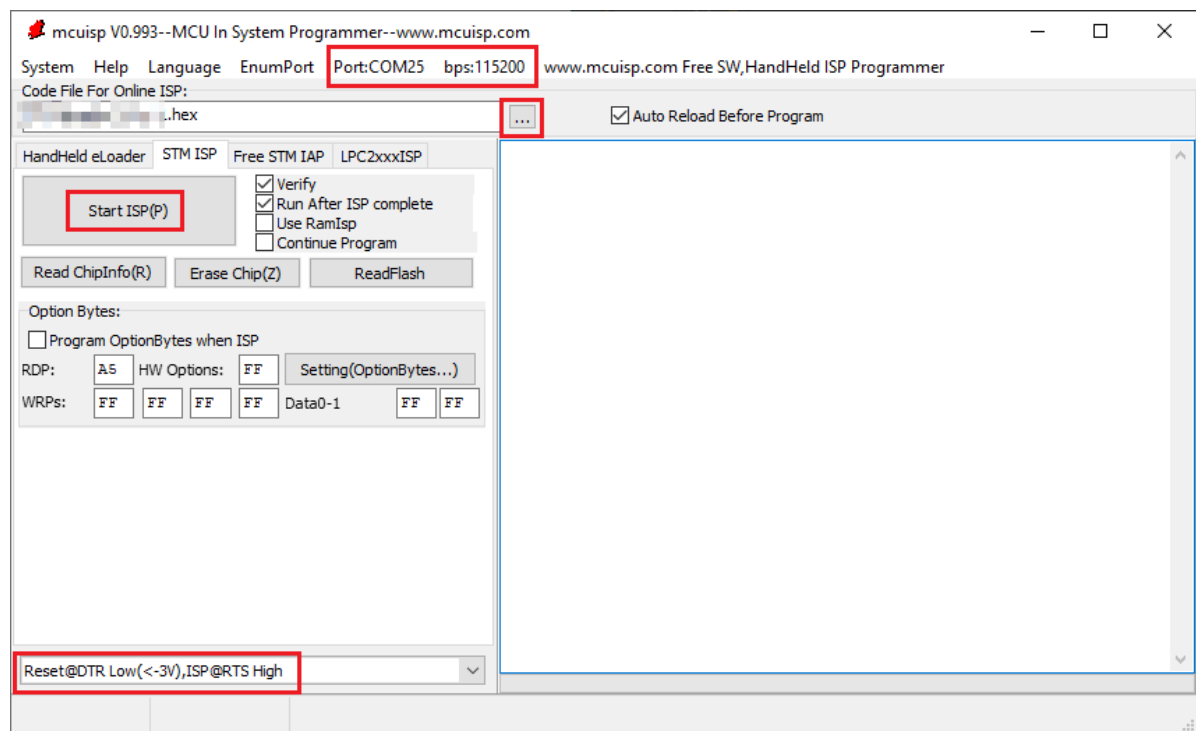 mcuisp V0.993--MCU In System Programmer--www.mcuisp.com
System Help Language EnumPort Port:COM25 bps:115200 www.mcuisp.com Free SW,HandHeld ISP Programmer
Code File For Online ISP:
.hex ... Auto Reload Before Program
HandHeld eLoader STM ISP Free STM IAP LPC2xxxISP
Start ISP(P)
Verify
Run After ISP complete
Use RamIsp
Continue Program
Read ChipInfo(R) Erase Chip(Z) ReadFlash
Option Bytes:
Program OptionBytes when ISP
RDP: A5 HW Options: FF Setting(OptionBytes...)
WRPs: FF FF FF FF Data0-1 FF FF
Reset@DTR Low(<-3V),ISP@RTS High